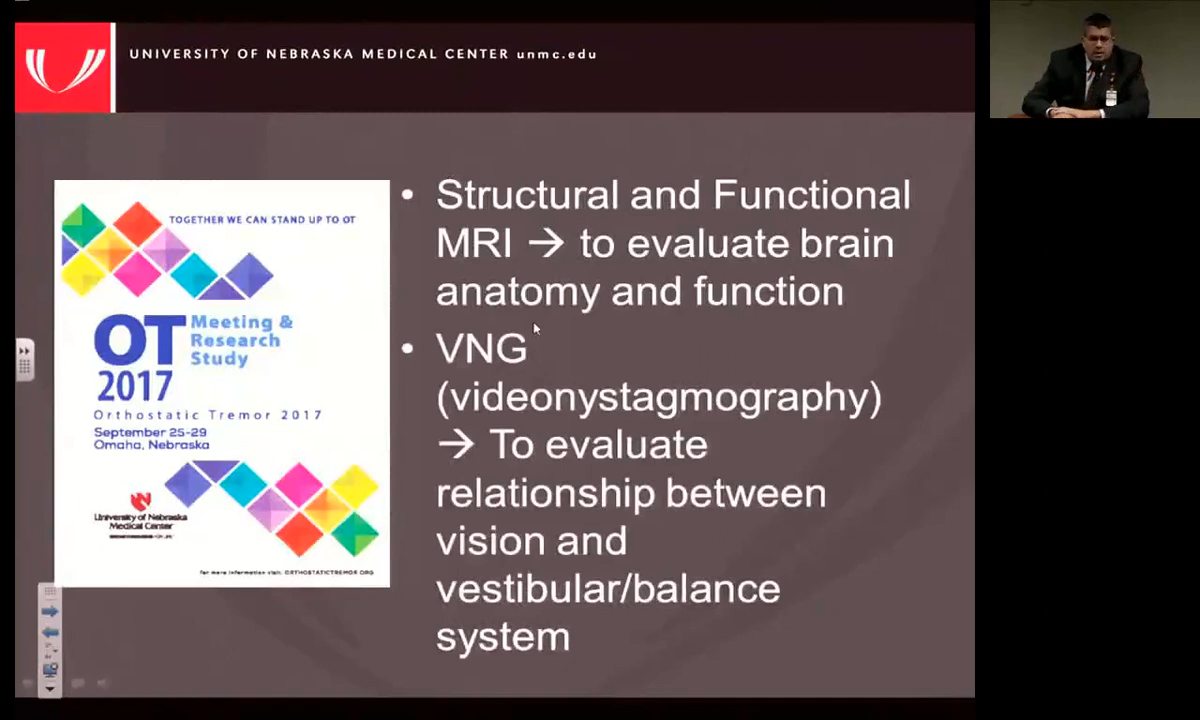 UNIVERSITY OF NEBRASKA MEDICAL CENTER unmc.edu
TOGETHER WE CAN STAND UP TO OT
OT Meeting &
Research
Study
2017
Orthostatic Tremor 2017
September 25-29
Omaha, Nebraska
University of Nebraska
Medical Center
For more information visit: ORTHOSTATICTREMOR.ORG
• Structural and Functional
MRI → to evaluate brain
anatomy and function
• VNG
(videonystagmography)
→ To evaluate
relationship between
vision and
vestibular/balance
system